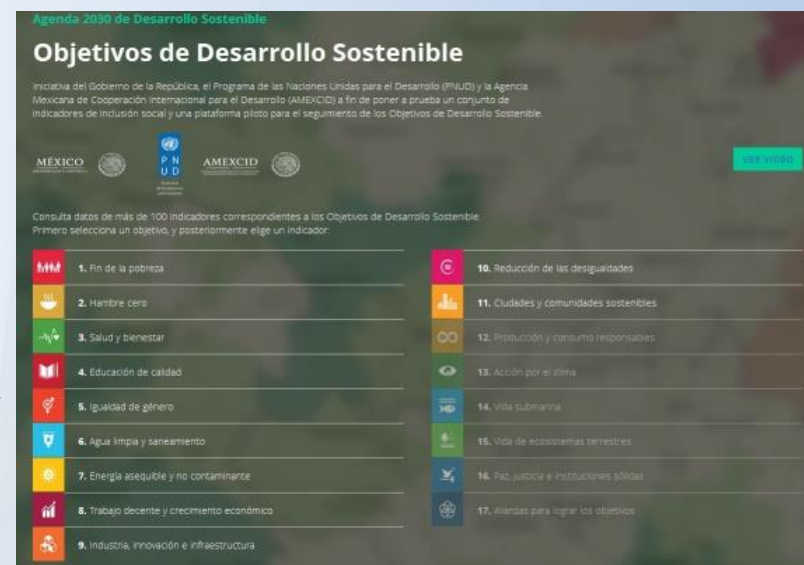 Agenda 2030 de Desarrollo Sostenible
Objetivos de Desarrollo Sostenible
Iniciativa del Gobierno de la República, el Programa de las Naciones Unidas para el Desarrollo (PNUD) y la Agencia
Mexicana de Cooperación Internacional para el Desarrollo (AMEXCID) a fin de poner a prueba un conjunto de
indicadores de inclusión social y una plataforma piloto para el seguimiento de los Objetivos de Desarrollo Sostenible.
MÉXICO
P N
U D
AMEXCID
VER VIDEO
Consulta datos de más de 100 indicadores correspondientes a los Objetivos de Desarrollo Sostenible.
Primero selecciona un objetivo, y posteriormente elige un indicador:
1. Fin de la pobreza
2. Hambre cero
3. Salud y bienestar
4. Educación de calidad
5. Igualdad de género
6. Agua limpia y saneamiento
7. Energía asequible y no contaminante
8. Trabajo decente y crecimiento económico
9. Industria, innovación e infraestructura
10. Reducción de las desigualdades
11. Ciudades y comunidades sostenibles
12. Producción y consumo responsables
13. Acción por el clima
14. Vida submarina
15. Vida de ecosistemas terrestres
16. Paz, justicia e instituciones sólidas
17. Alianzas para lograr los objetivos